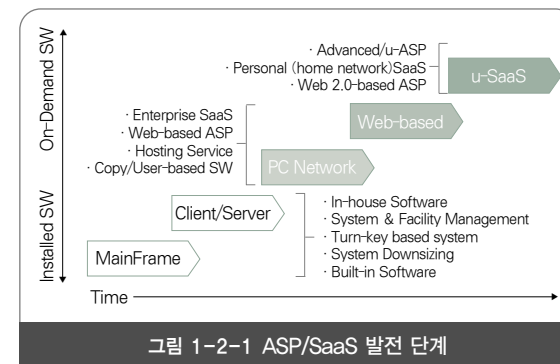 On-Demand SW
Installed SW
· Advanced/u-ASP
· Personal (home network)SaaS
· Web 2.0-based ASP
u-SaaS
· Enterprise SaaS
· Web-based ASP
· Hosting Service
· Copy/User-based SW
Web-based
PC Network
Client/Server
MainFrame
· In-house Software
· System & Facility Management
· Turn-key based system
· System Downsizing
· Built-in Software
Time
그림 1-2-1 ASP/SaaS 발전 단계